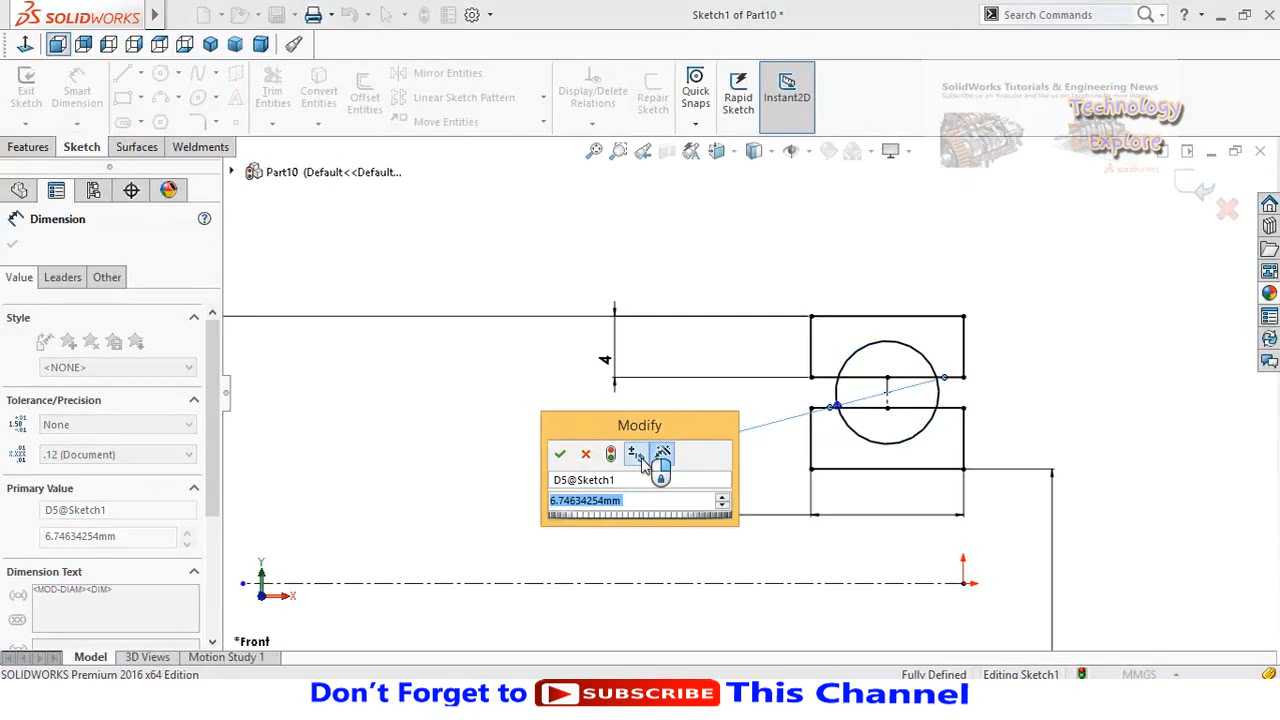 SOLIDWORKS
Sketch1 of Part10 *
Search Commands
Exit Sketch
Smart Dimension
Trim Entities
Convert Entities
Offset Entities
Mirror Entities
Linear Sketch Pattern
Move Entities
Display/Delete Relations
Repair Sketch
Quick Snaps
Rapid Sketch
Instant2D
SolidWorks Tutorials & Engineering News
Technology
Explore
Features
Sketch
Surfaces
Weldments
Part10 (Default<<Default...
Dimension
Value
Leaders
Other
Style
<NONE>
Tolerance/Precision
None
.12 (Document)
Primary Value
D5@Sketch1
6.74634254mm
Dimension Text
<MOD-DIAM><DIM>
4
Modify
D5@Sketch1
6.74634254mm
Y
X
*Front
Model
3D Views
Motion Study 1
SOLIDWORKS Premium 2016 x64 Edition
Fully Defined
Editing Sketch1
MMGS
Don't Forget to SUBSCRIBE This Channel